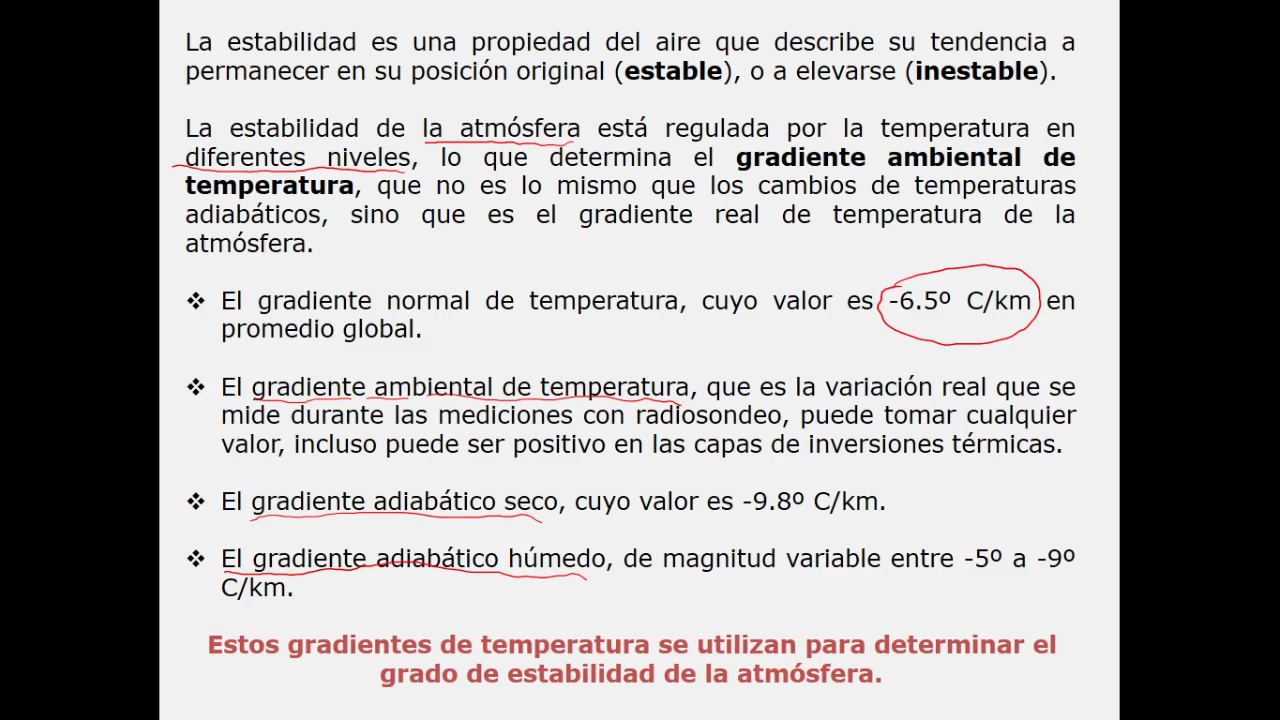 La estabilidad es una propiedad del aire que describe su tendencia a
permanecer en su posición original (estable), o a elevarse (inestable).
La estabilidad de la atmósfera está regulada por la temperatura en
diferentes niveles, lo que determina el gradiente ambiental de
temperatura, que no es lo mismo que los cambios de temperaturas
adiabáticos, sino que es el gradiente real de temperatura de la
atmósfera.
❖ El gradiente normal de temperatura, cuyo valor es -6.5º C/km en
promedio global.
❖ El gradiente ambiental de temperatura, que es la variación real que se
mide durante las mediciones con radiosondeo, puede tomar cualquier
valor, incluso puede ser positivo en las capas de inversiones térmicas.
❖ El gradiente adiabático seco, cuyo valor es -9.8º C/km.
❖ El gradiente adiabático húmedo, de magnitud variable entre -5º a -9º
C/km.
Estos gradientes de temperatura se utilizan para determinar el
grado de estabilidad de la atmósfera.